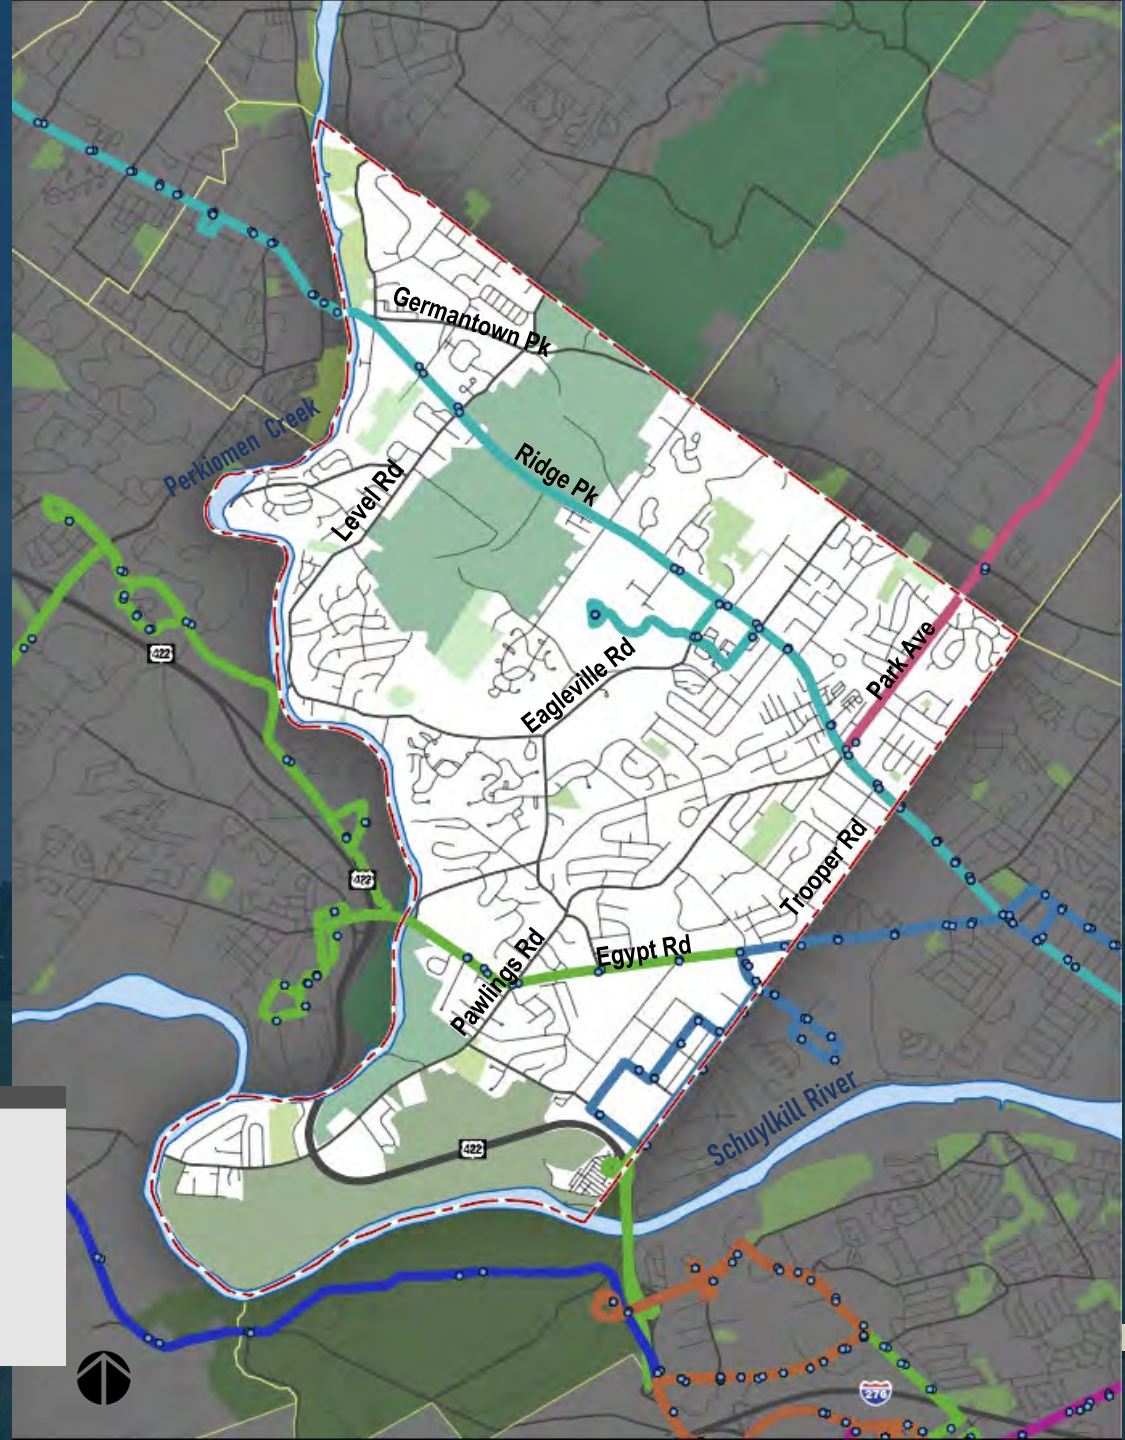 Germantown Pk
Perkiomen Creek
Level Rd
Ridge Pk
Park Ave
422
Eagleville Rd
422
Trooper Rd
Egypt Rd
Pawlings Rd
Schuylkill River
422
276